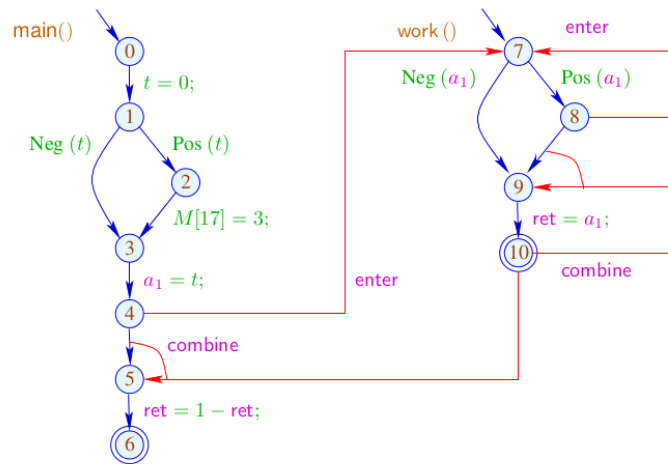 main()
0
t = 0;
1
Neg (t)
Pos (t)
2
M[17] = 3;
3
a₁ = t;
4
enter
combine
5
ret = 1 − ret;
6
work ()
7
enter
Neg (a₁)
Pos (a₁)
8
9
ret = a₁;
10
combine